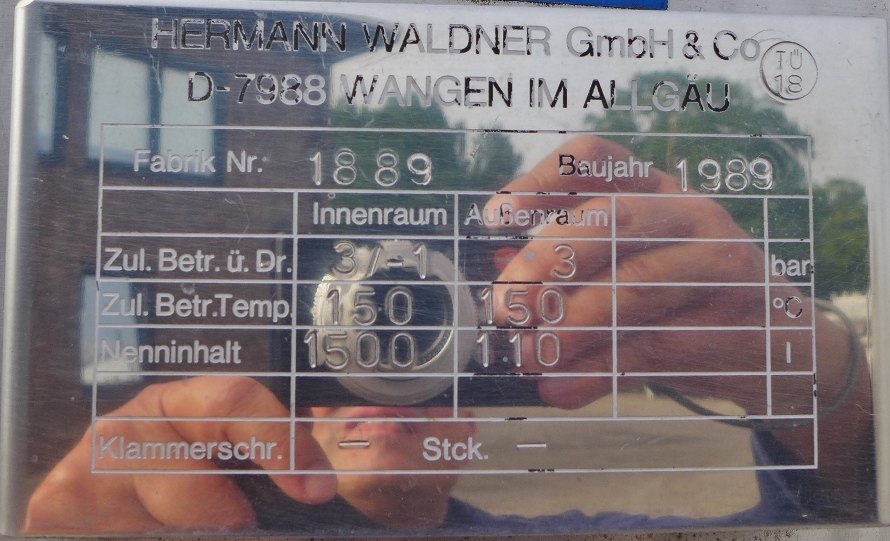 HERMANN WALDNER GmbH & Co
TÜ
18
D-7988 WANGEN IM ALLGÄU
Fabrik Nr. 1889 Baujahr 1989
Innenraum Außenraum
Zul. Betr. ü. Dr. 3/-1 3 bar
Zul. Betr. Temp. 150 150 °C
Nenninhalt 1500 110 l
Klammerschr. – Stck. –